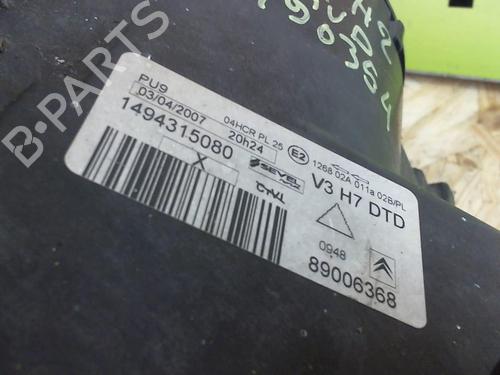 PU9
03/04/2007
04HCR PL 25
20h24
1494315080
X
SEVEL
E2
1268 02A 011a 02B/PL
V3 H7 DTD
0948
89006368
B-PARTS